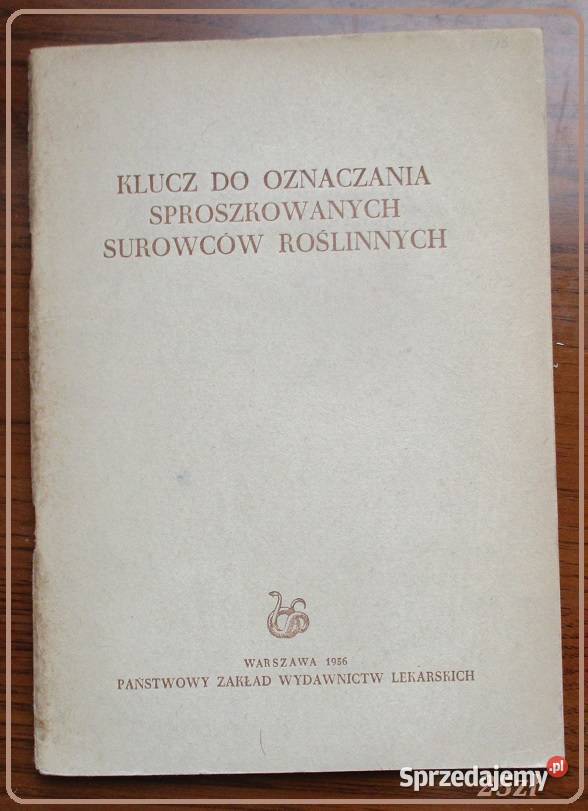 KLUCZ DO OZNACZANIA
SPROSZKOWANYCH
SUROWCÓW ROŚLINNYCH
WARSZAWA 1956
PAŃSTWOWY ZAKŁAD WYDAWNICTW LEKARSKICH
Sprzedajemy.pl